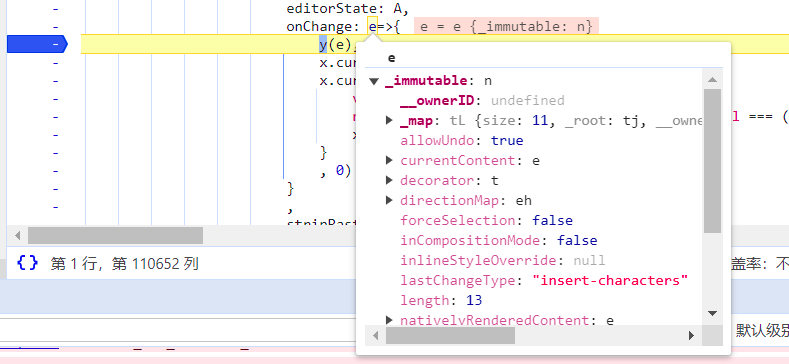 editorState: A,
onChange: e=>{ e = e {_immutable: n}
- y(e),
- x.cur
- x.cur
-
- l === (
-
- }
- , 0)
- }
- ,
e
_immutable: n
__ownerID: undefined
_map: tL {size: 11, _root: tj, __owne
allowUndo: true
currentContent: e
decorator: t
directionMap: eh
forceSelection: false
inCompositionMode: false
inlineStyleOverride: null
lastChangeType: "insert-characters"
length: 13
nativelyRenderedContent: e
{} 第 1 行，第 110652 列
盖率: 不
默认级别